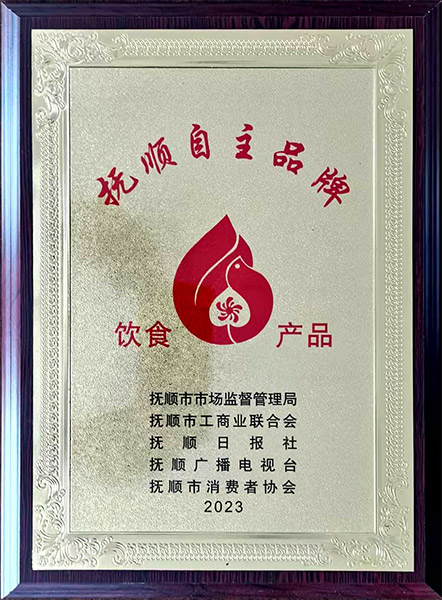 抚顺自主品牌
饮食 产品
抚顺市市场监督管理局
抚顺市工商业联合会
抚顺日报社
抚顺广播电视台
抚顺市消费者协会
2023